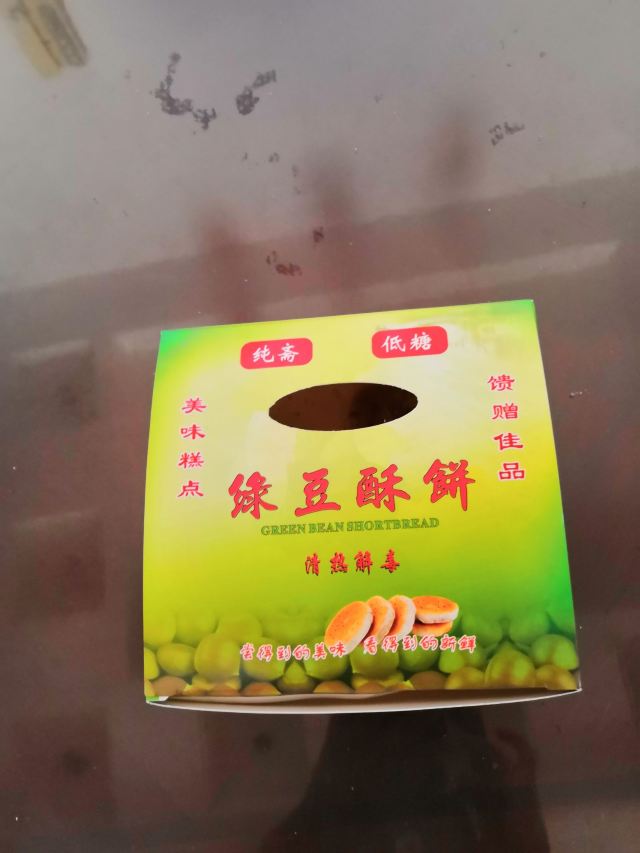 纯斋
低糖
美味糕点
馈赠佳品
绿豆酥餅
GREEN BEAN SHORTBREAD
清热解毒
尝得到的美味 看得到的新鲜